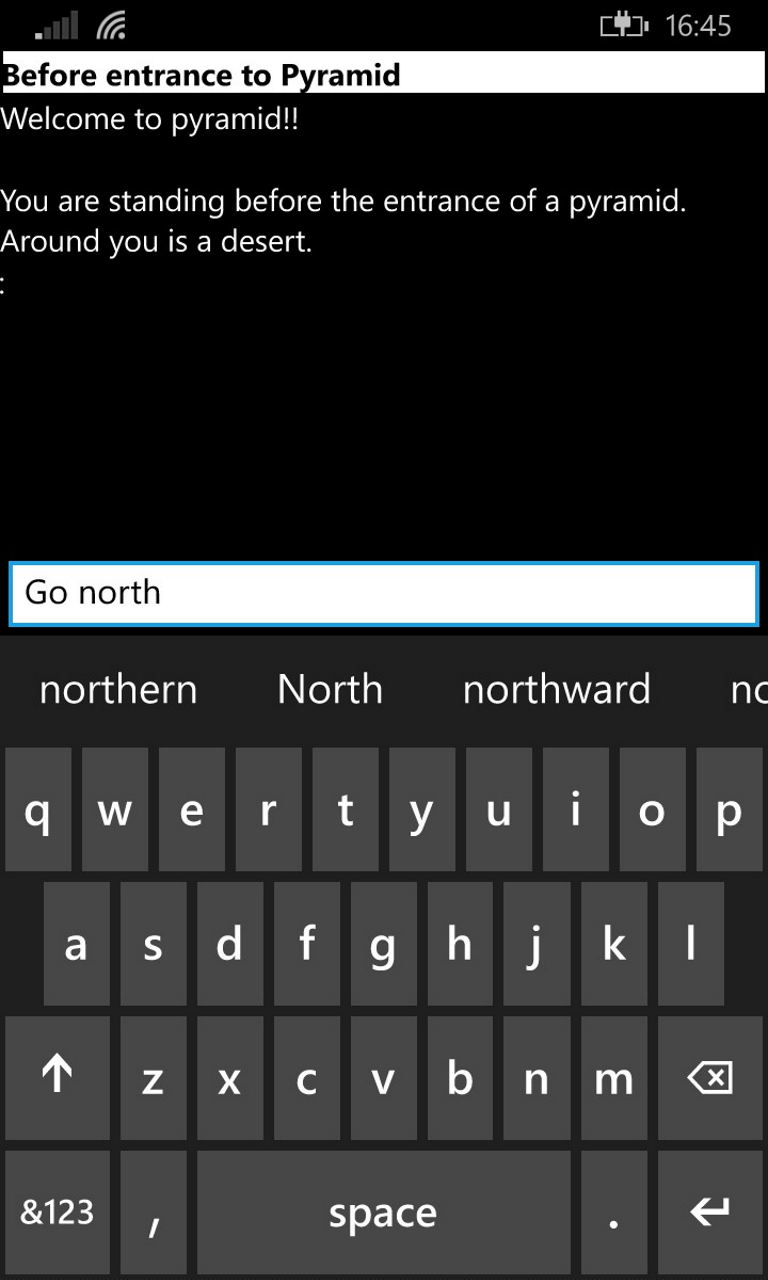 16:45
Before entrance to Pyramid
Welcome to pyramid!!
You are standing before the entrance of a pyramid.
Around you is a desert.
:
Go north
northern North northward no
q w e r t y u i o p
a s d f g h j k l
z x c v b n m
&123 , space .